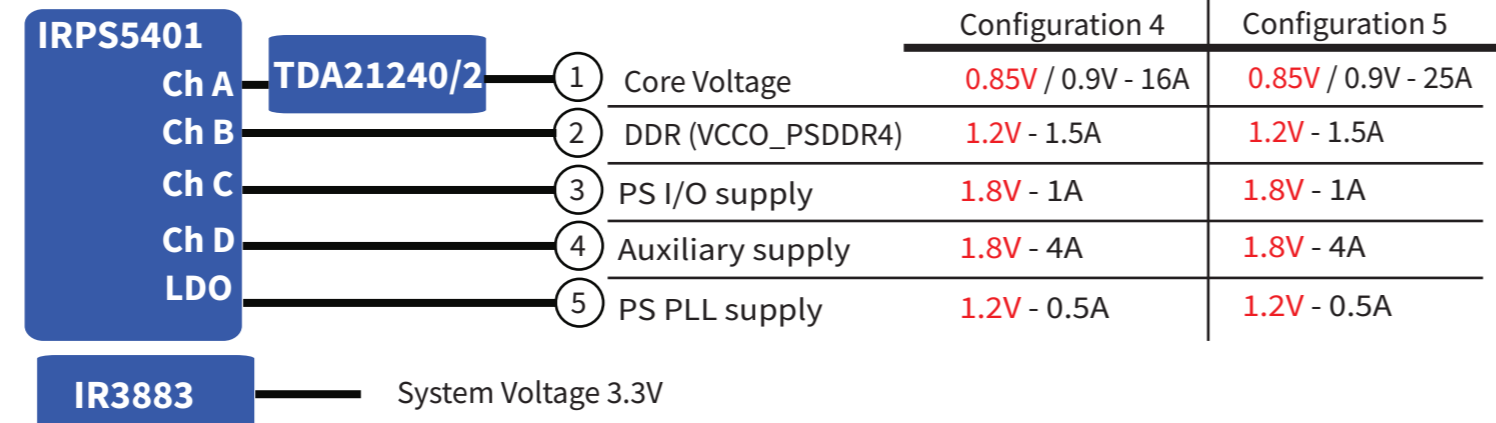 IRPS5401
Configuration 4
Configuration 5
Ch A
TDA21240/2
1
Core Voltage
0.85V / 0.9V - 16A
0.85V / 0.9V - 25A
Ch B
2
DDR (VCCO_PSDDR4)
1.2V - 1.5A
1.2V - 1.5A
Ch C
3
PS I/O supply
1.8V - 1A
1.8V - 1A
Ch D
4
Auxiliary supply
1.8V - 4A
1.8V - 4A
LDO
5
PS PLL supply
1.2V - 0.5A
1.2V - 0.5A
IR3883
System Voltage 3.3V